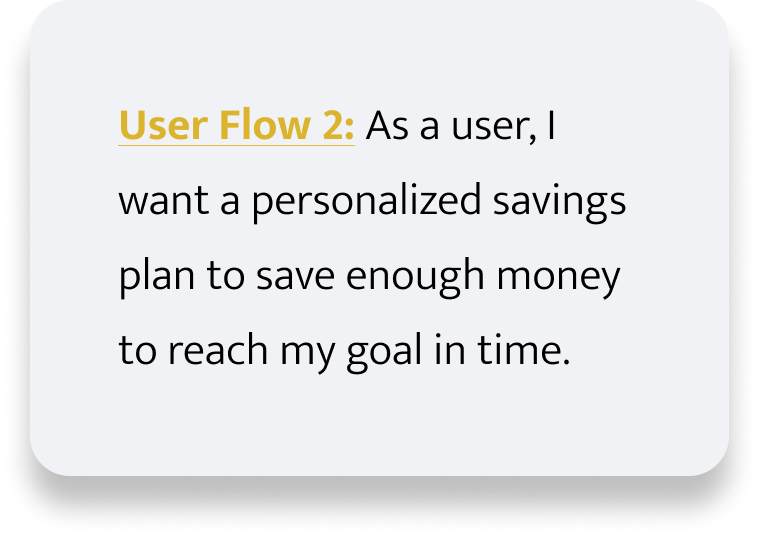 User Flow 2: As a user, I
want a personalized savings
plan to save enough money
to reach my goal in time.